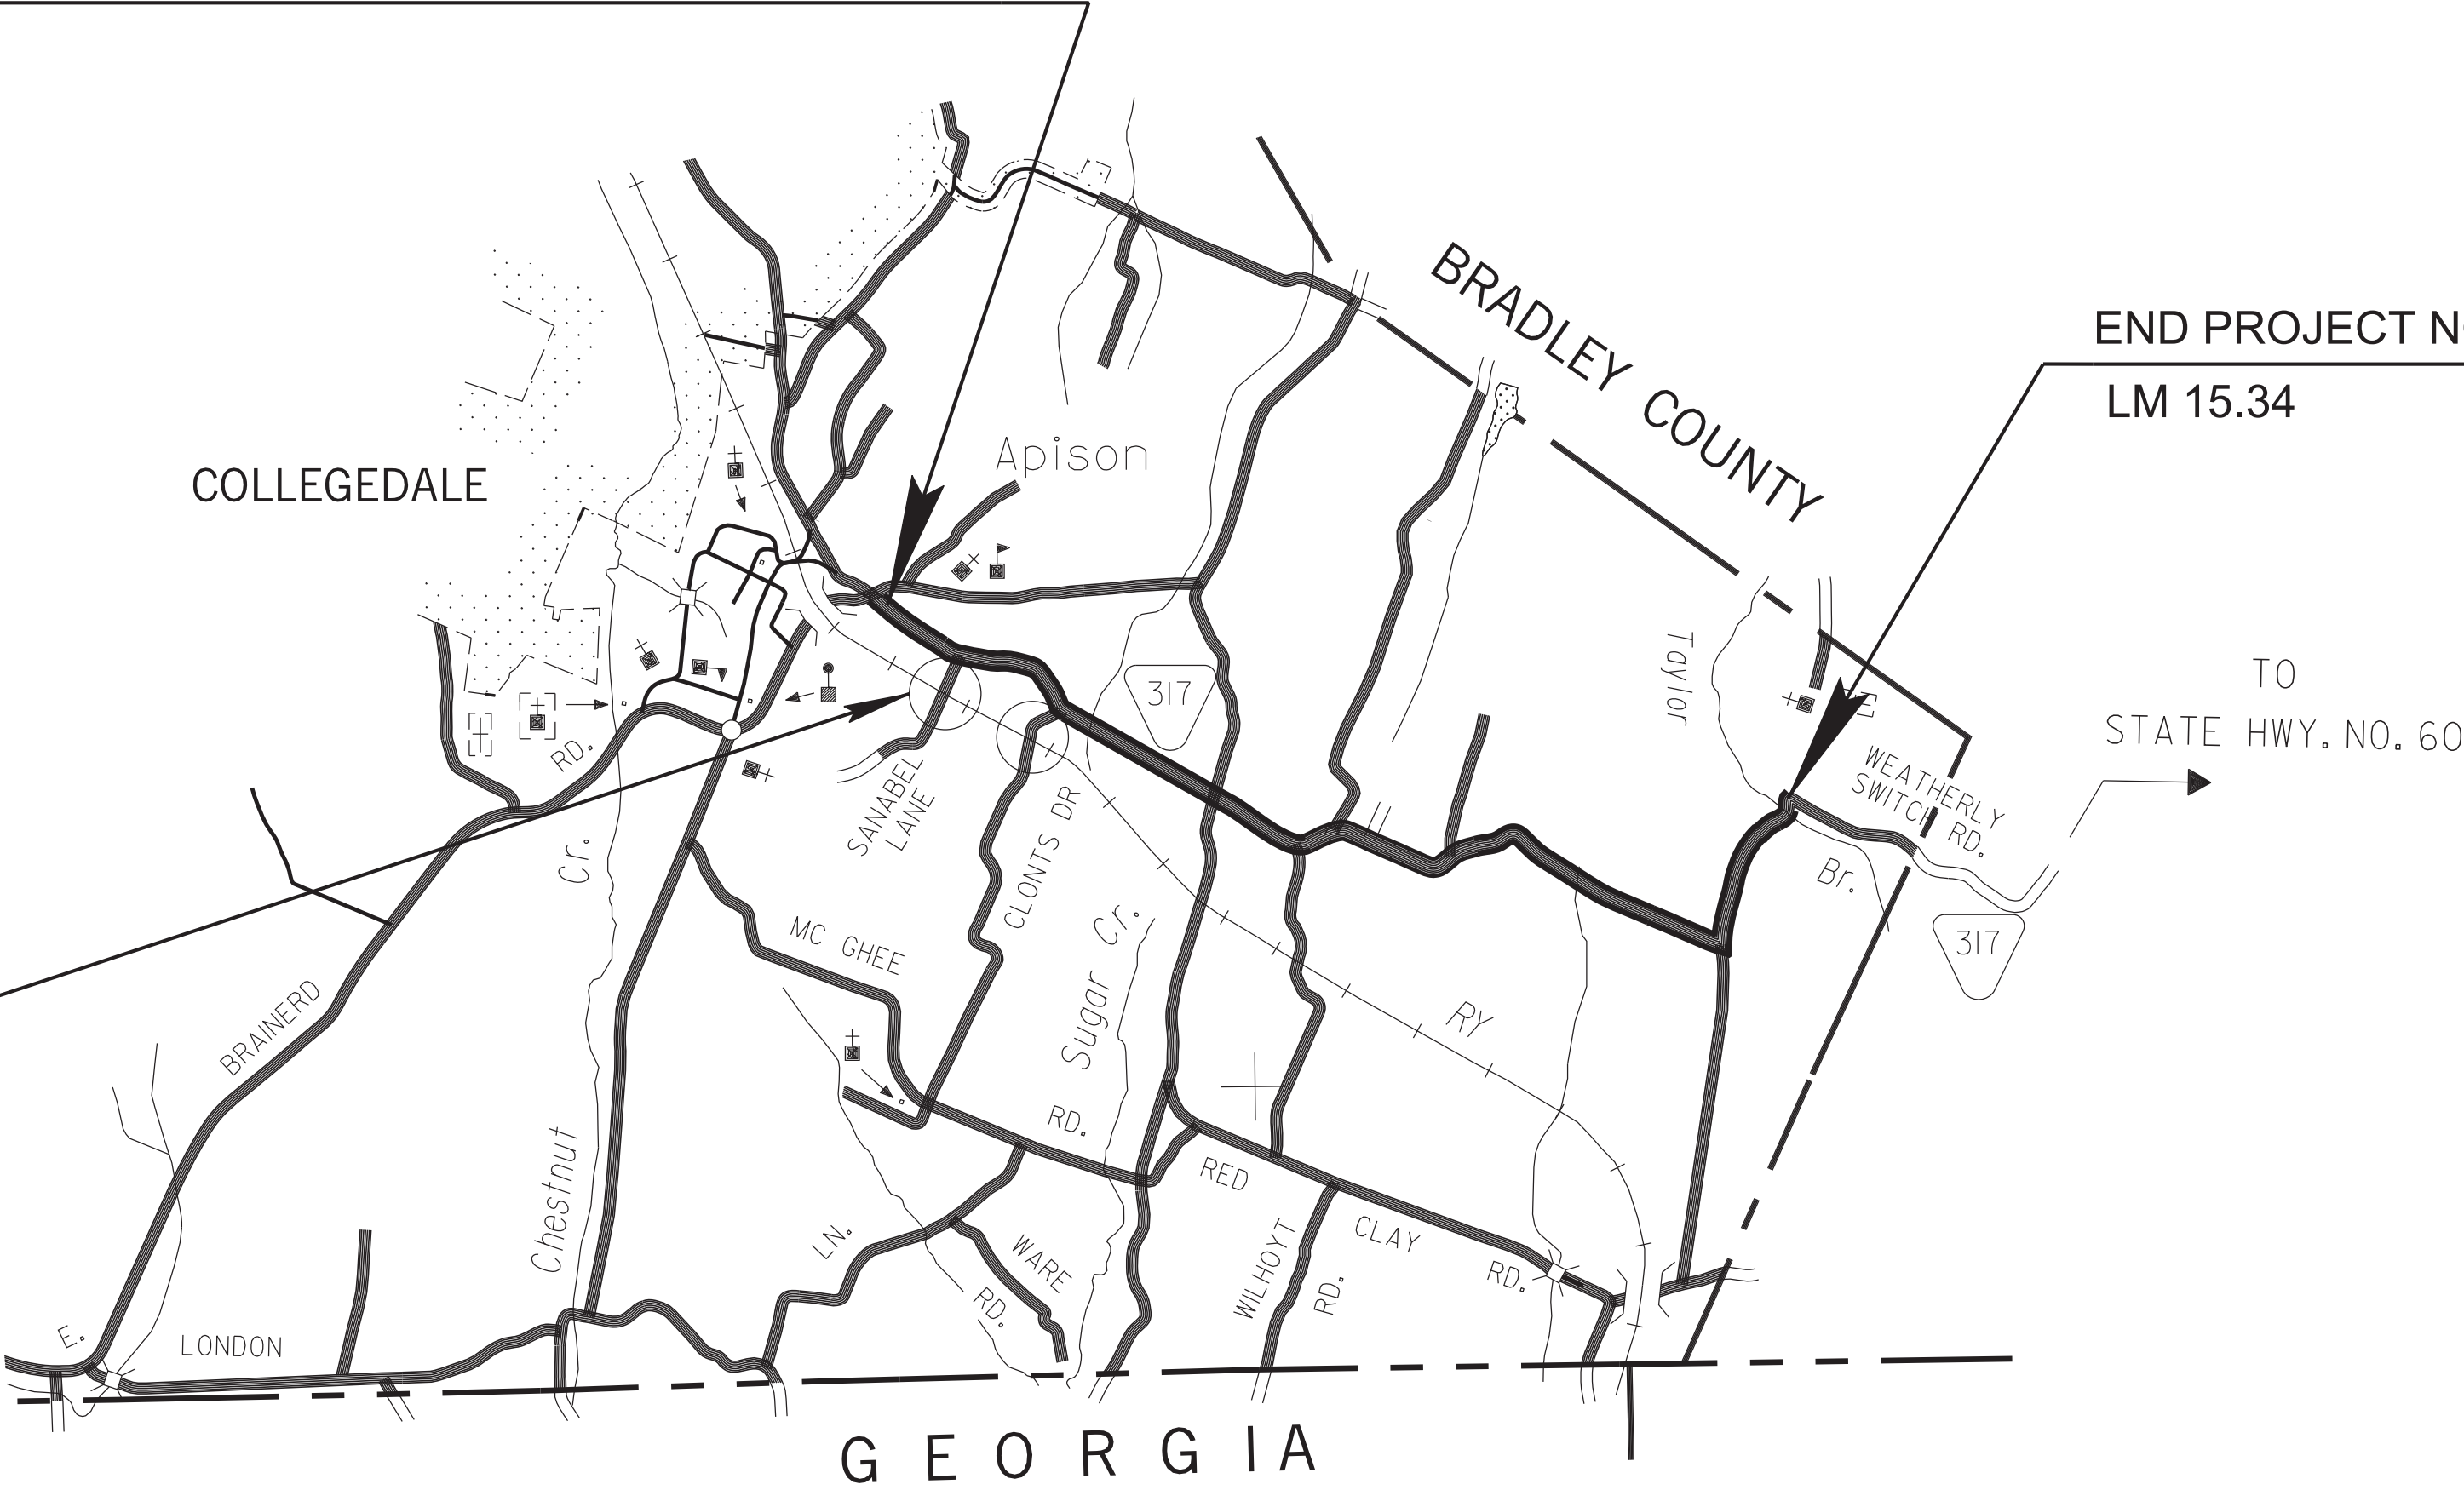 BRADLEY COUNTY
END PROJECT N
LM 15.34
COLLEGEDALE
Apison
TO
STATE HWY. NO. 60
Taylor
Br.
317
WEATHERLY
SWITCH RD.
317
RD.
SANABEL
LANE
CLONTS DR
Cr.
Chestnut
MC GHEE
RD.
Sugar Cr.
RY
BRAINERD
RED
CLAY
RD.
WILHOYT
RD.
LN.
WARE
RD.
E.
LONDON
GEORGIA